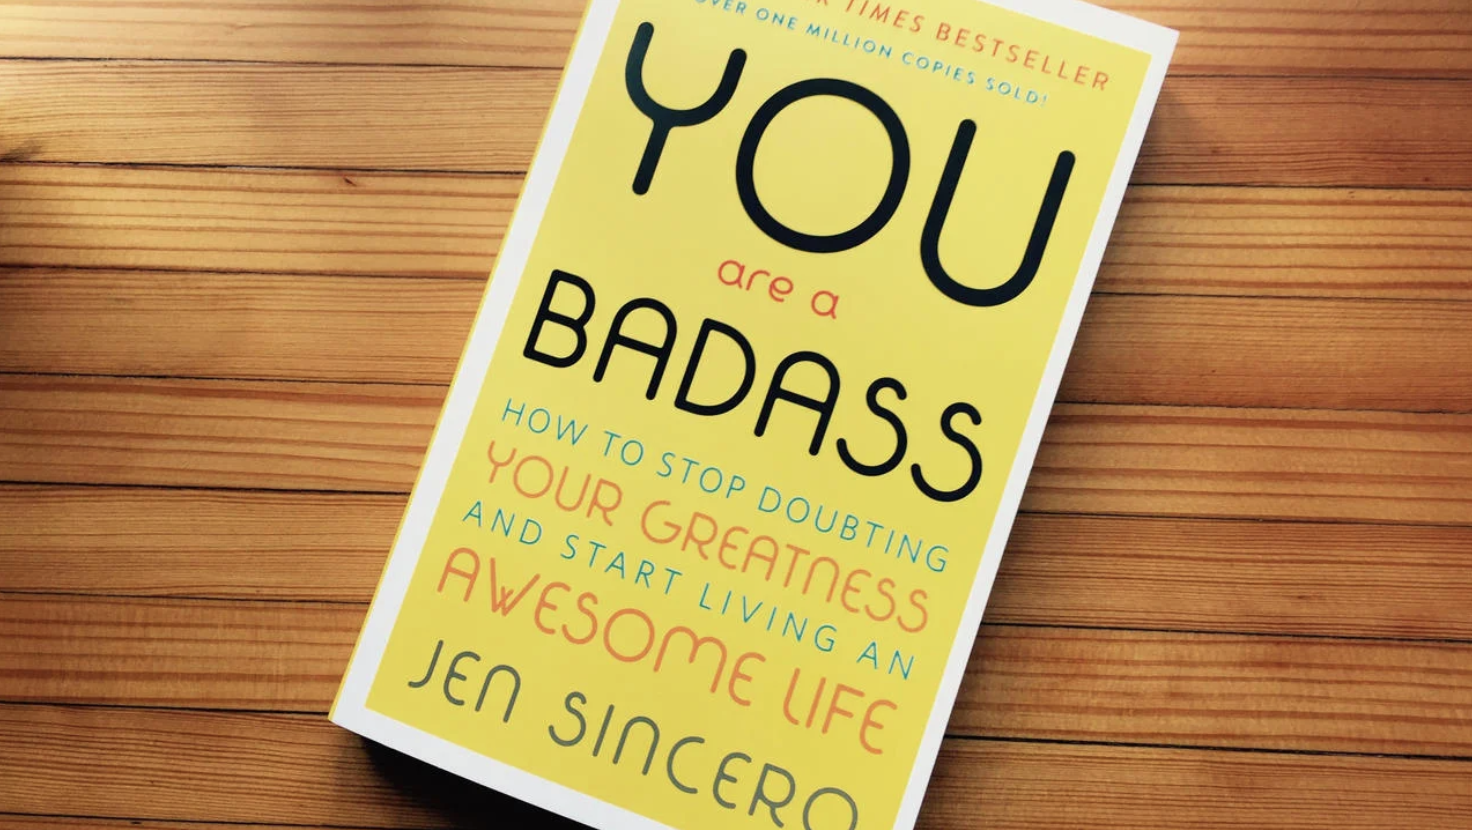 TIMES BESTSELLER
OVER ONE MILLION COPIES SOLD!
YOU
are a
BADASS
HOW TO STOP DOUBTING
YOUR GREATNESS
AND START LIVING AN
AWESOME LIFE
JEN SINCERO